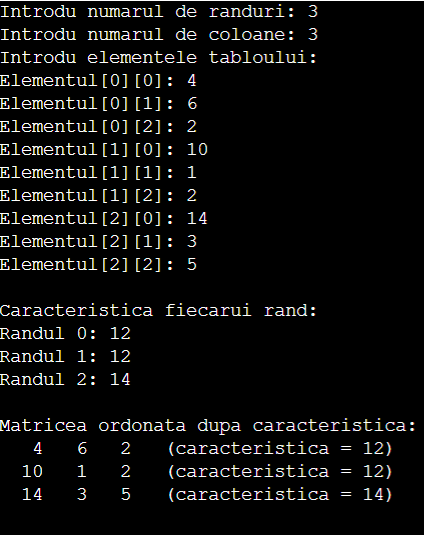 Introdu numarul de randuri: 3
Introdu numarul de coloane: 3
Introdu elementele tabloului:
Elementul[0][0]: 4
Elementul[0][1]: 6
Elementul[0][2]: 2
Elementul[1][0]: 10
Elementul[1][1]: 1
Elementul[1][2]: 2
Elementul[2][0]: 14
Elementul[2][1]: 3
Elementul[2][2]: 5
Caracteristica fiecarui rand:
Randul 0: 12
Randul 1: 12
Randul 2: 14
Matricea ordonata dupa caracteristica:
   4   6   2   (caracteristica = 12)
  10   1   2   (caracteristica = 12)
  14   3   5   (caracteristica = 14)